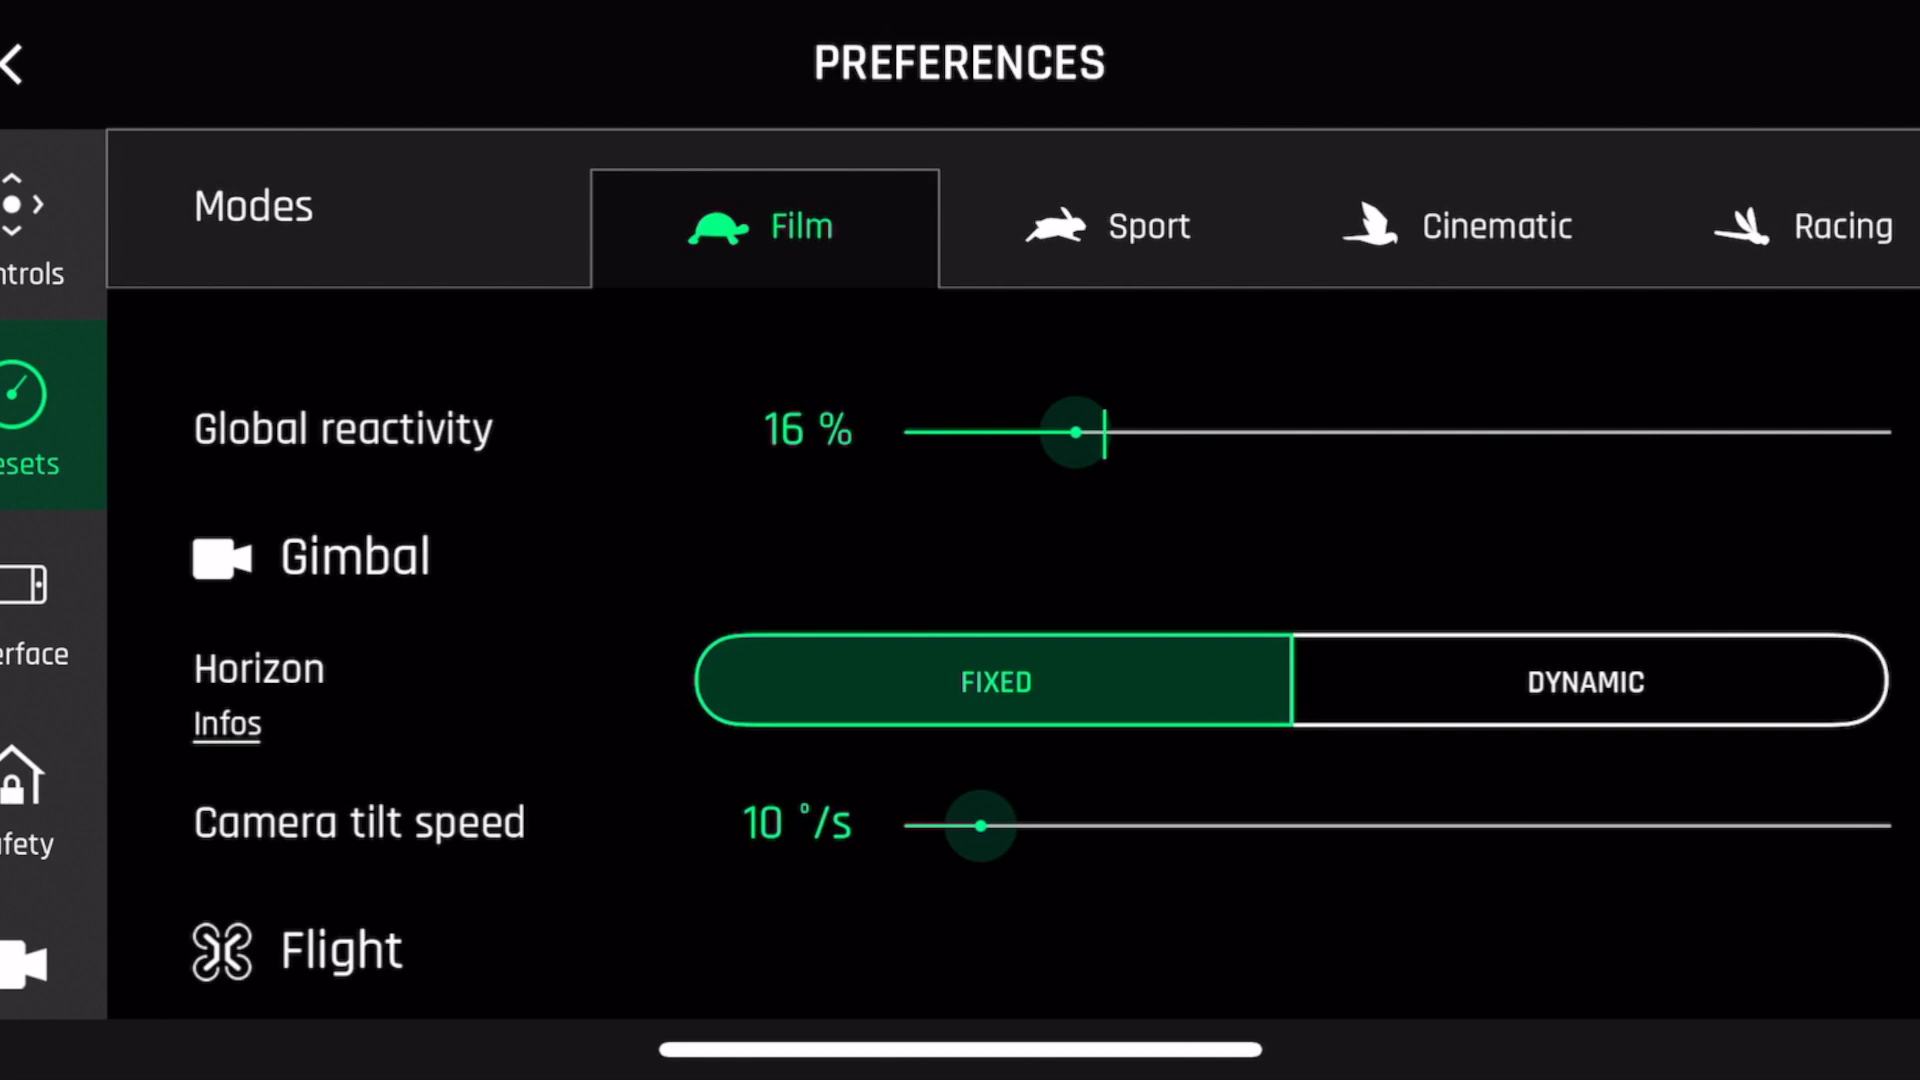 PREFERENCES
Modes
Film
Sport
Cinematic
Racing
ntrols
esets
erface
fety
Global reactivity
16 %
Gimbal
Horizon
Infos
FIXED
DYNAMIC
Camera tilt speed
10 °/s
Flight